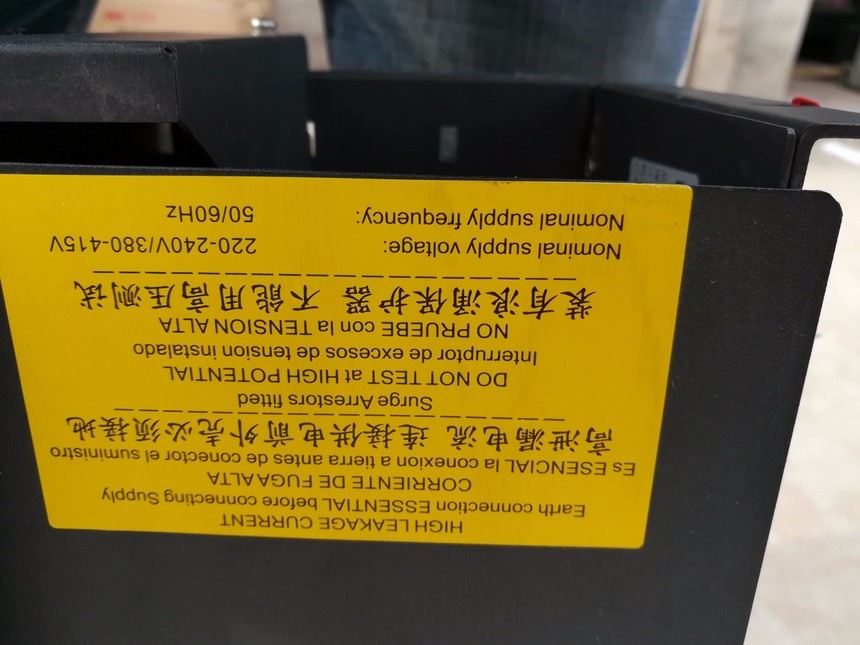 HIGH LEAKAGE CURRENT
Earth connection ESSENTIAL before connecting Supply
CORRIENTE DE FUGA ALTA
Es ESENCIAL la conexion a tierra antes de conector el suministro
高泄漏电流 连接供电前外壳必须接地
Surge Arrestors fitted
DO NOT TEST at HIGH POTENTIAL
Interruptor de excesos de tension instalado
NO PRUEBE con la TENSION ALTA
装有浪涌保护器 不能用高压测试
Nominal supply voltage: 220-240V/380-415V
Nominal supply frequency: 50/60Hz